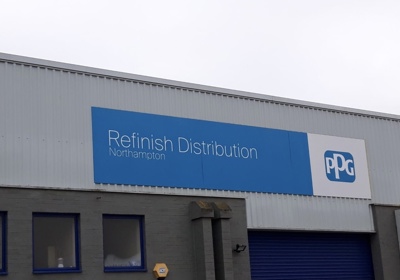 Refinish Distribution
Northampton
PPG